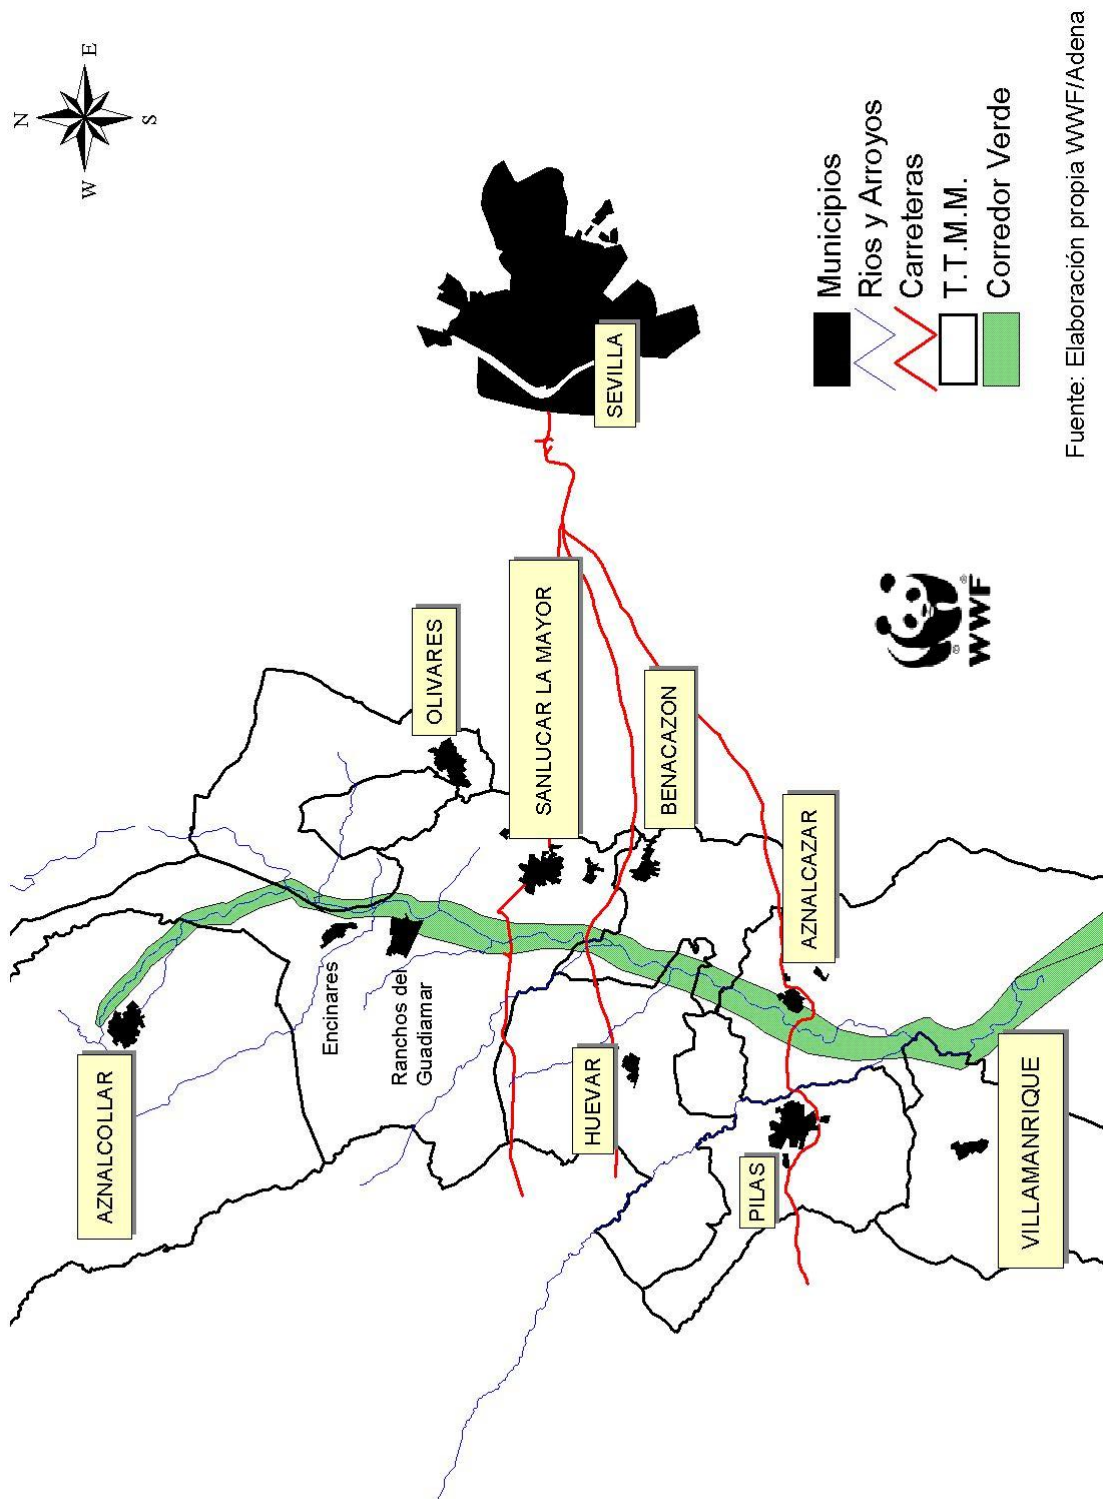 N
W
E
S
AZNALCOLLAR
Encinares
Ranchos del
Guadiamar
OLIVARES
SANLUCAR LA MAYOR
SEVILLA
HUEVAR
BENACAZON
PILAS
AZNALCAZAR
VILLAMANRIQUE
Municipios
Rios y Arroyos
Carreteras
T.T.M.M.
Corredor Verde
© WWF ®
Fuente: Elaboración propia WWF/Adena